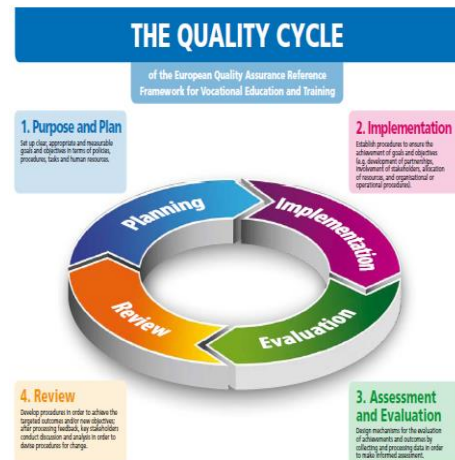 THE QUALITY CYCLE
of the European Quality Assurance Reference
Framework for Vocational Education and Training
1. Purpose and Plan
Set up clear, appropriate and measurable
goals and objectives in terms of policies,
procedures, tasks and human resources.
2. Implementation
Establish procedures to ensure the
achievement of goals and objectives
(e.g. development of partnerships,
involvement of stakeholders, allocation
of resources, and organisational or
operational procedures).
Planning
Implementation
Review
Evaluation
4. Review
Develop procedures in order to achieve the
targeted outcomes and/or new objectives;
after processing feedback, key stakeholders
conduct discussion and analysis in order to
devise procedures for change.
3. Assessment
and Evaluation
Design mechanisms for the evaluation
of achievements and outcomes by
collecting and processing data in order
to make informed assessment.